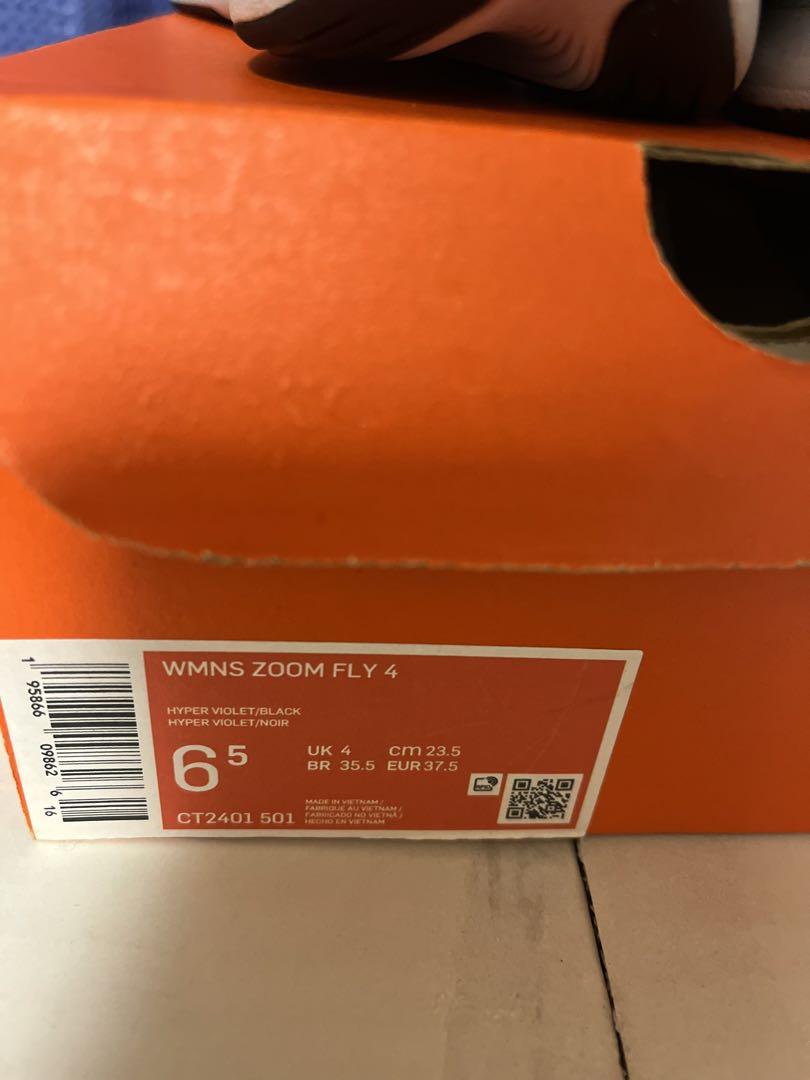 WMNS ZOOM FLY 4
HYPER VIOLET/BLACK
HYPER VIOLET/NOIR
6 5
UK 4 cm 23.5
BR 35.5 EUR 37.5
CT2401 501
MADE IN VIETNAM /
FABRIQUE AU VIETNAM /
FABRICADO NO VIETNÃ /
HECHO EN VIETNAM
1 95866 09862 6 16